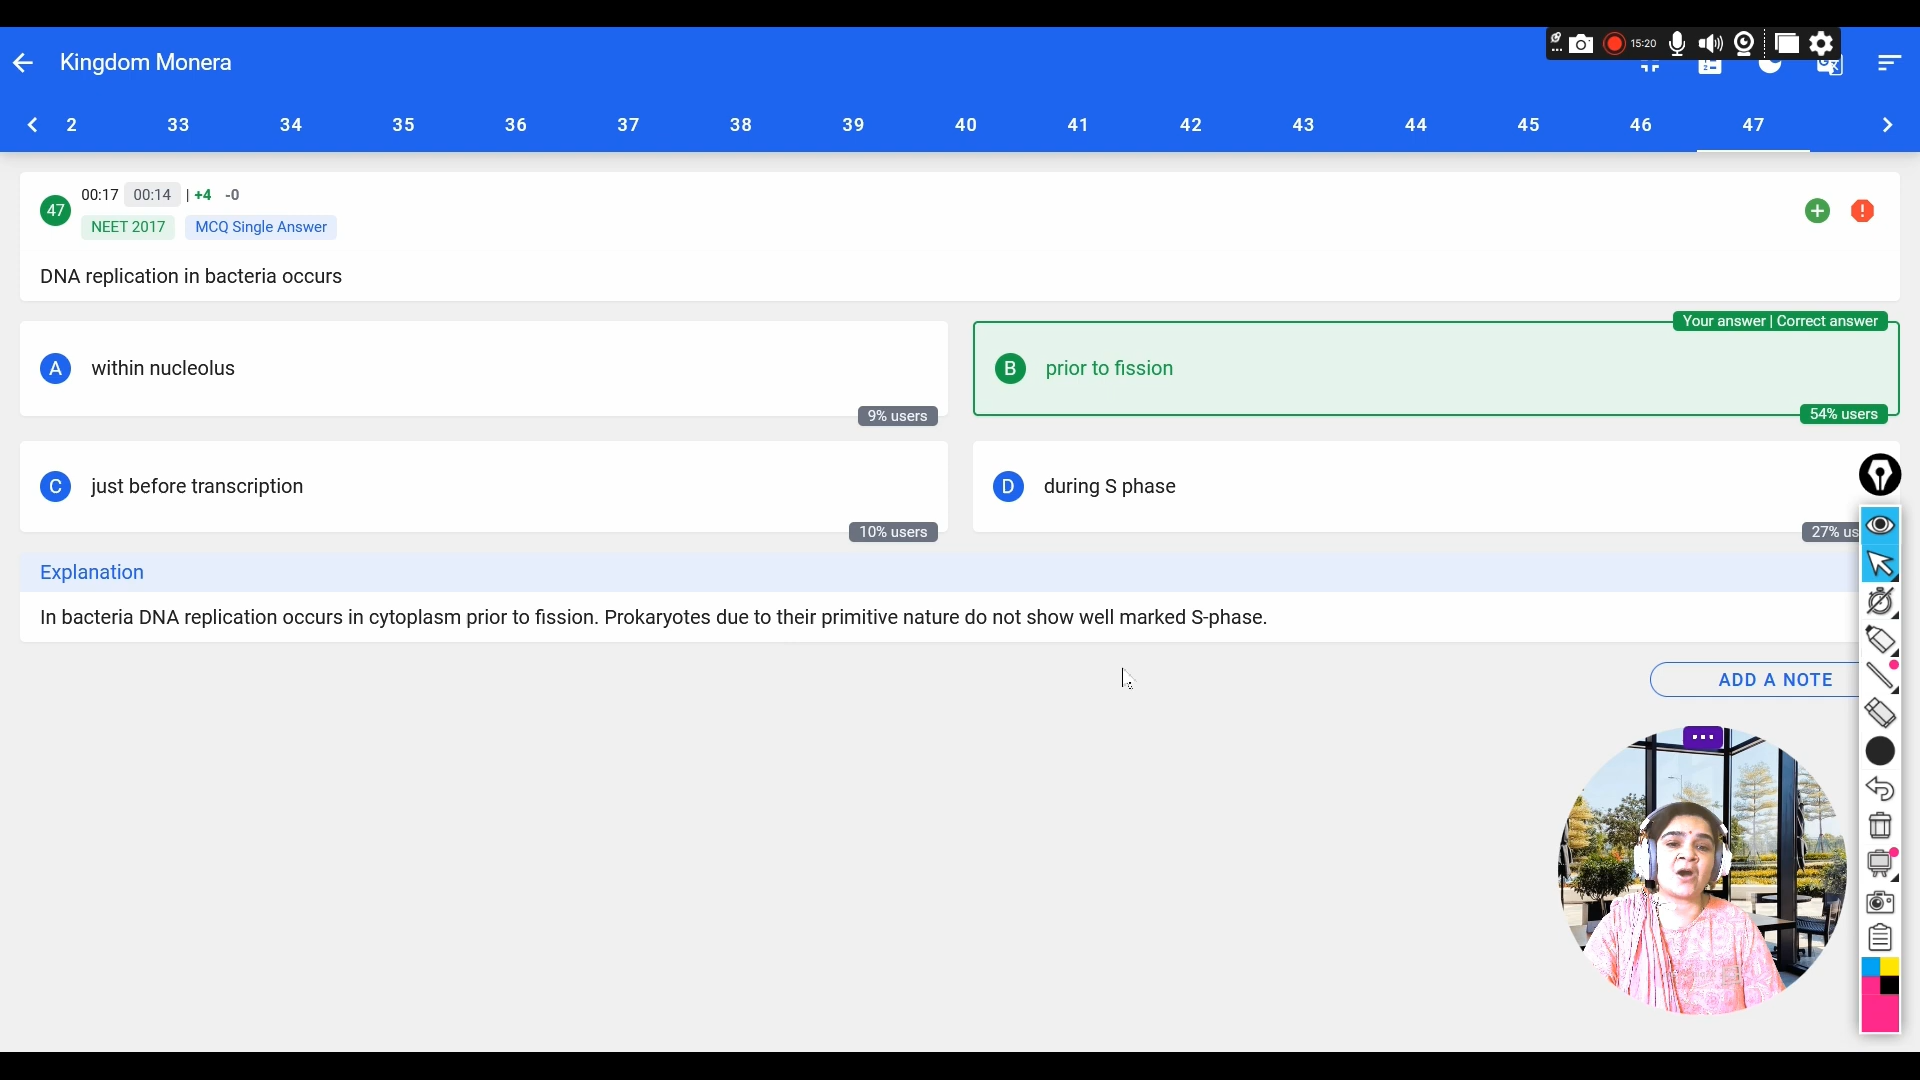 15:20
Kingdom Monera
2 33 34 35 36 37 38 39 40 41 42 43 44 45 46 47
47 00:17 00:14 | +4 -0
NEET 2017 MCQ Single Answer
DNA replication in bacteria occurs
Your answer | Correct answer
A within nucleolus
B prior to fission
9% users
54% users
C just before transcription
D during S phase
10% users
27% us
Explanation
In bacteria DNA replication occurs in cytoplasm prior to fission. Prokaryotes due to their primitive nature do not show well marked S-phase.
ADD A NOTE